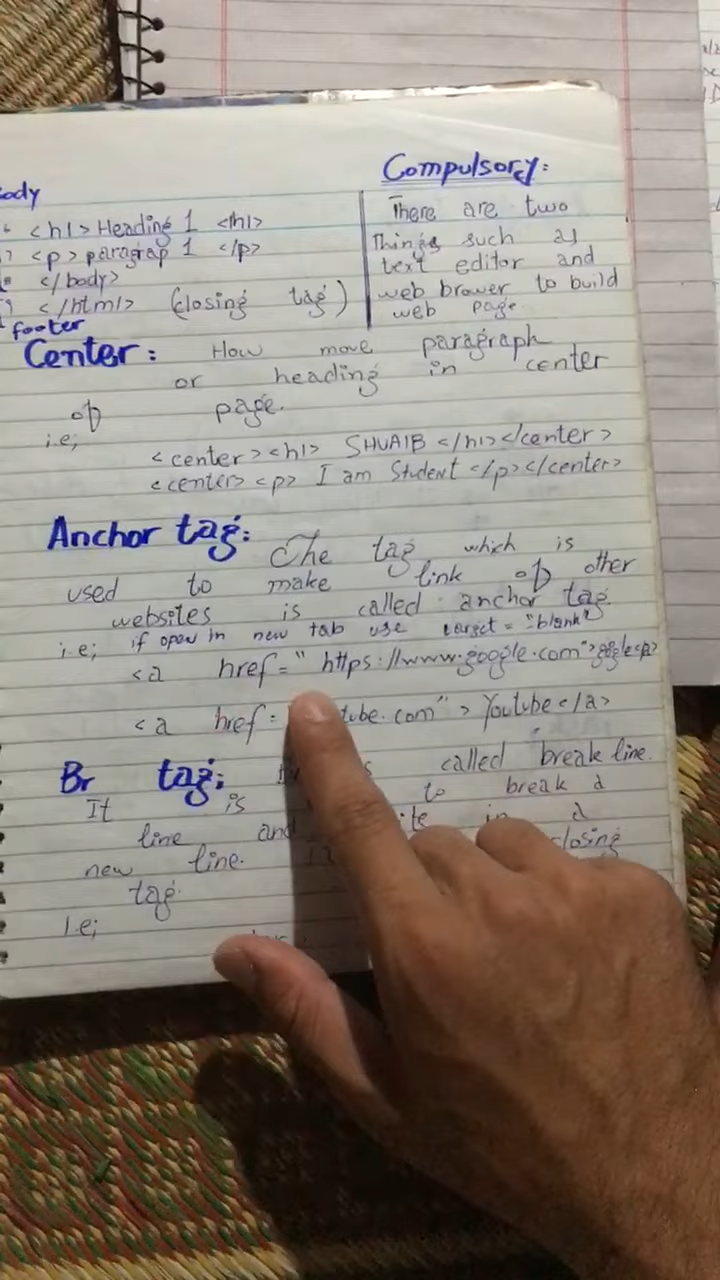 ody
<h1> Heading 1 <h1>
<p> paragrap 1 </p>
</body>
</html> (closing tag)
footer
Compulsory:
There are two
Things such as
text editor and
web brower to build
web page.
Center: How move paragraph
or heading in center
of page.
i.e;
<center><h1> SHUAIB </h1></center>
<center><p> I am Student </p></center>
Anchor tag: The tag which is
used to make link of other
websites is called anchor tag
i.e; if open in new tab use target = "blank"
<a href=" https://www.google.com">
<a href= tube.com"> Youtube</a>
Br tag: called break line.
It is to break a
line and in a
new line. closing
tag.
I.e;